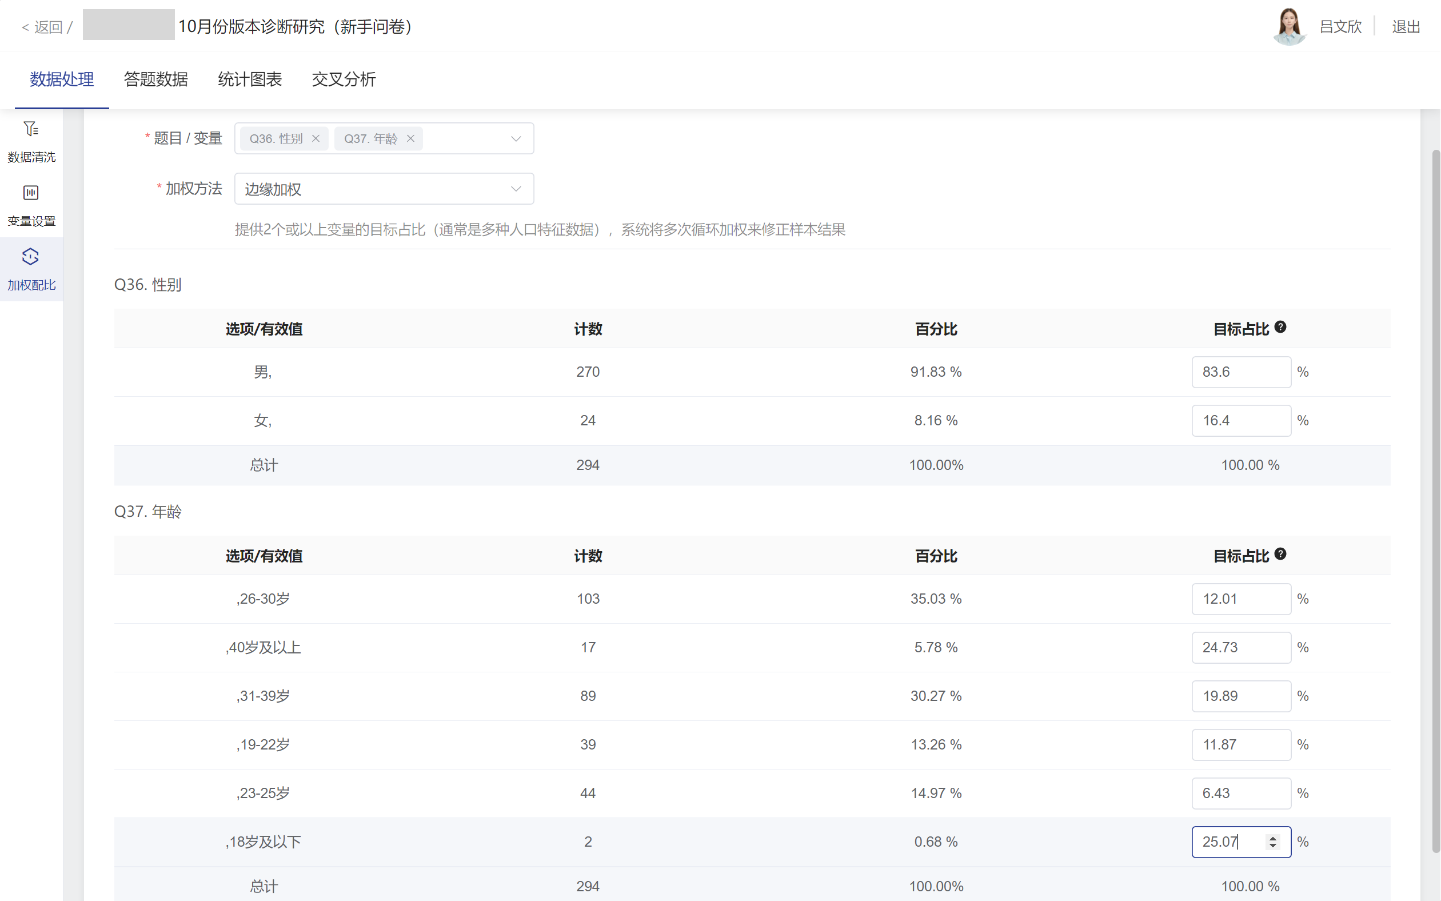 < 返回 / 10月份版本诊断研究（新手问卷） 吕文欣 退出
数据处理 答题数据 统计图表 交叉分析
数据清洗
变量设置
加权配比
* 题目 / 变量 Q36. 性别 × Q37. 年龄 ×
* 加权方法 边缘加权
提供2个或以上变量的目标占比（通常是多种人口特征数据），系统将多次循环加权来修正样本结果
Q36. 性别
选项/有效值 计数 百分比 目标占比 ?
男, 270 91.83 % 83.6 %
女, 24 8.16 % 16.4 %
总计 294 100.00% 100.00 %
Q37. 年龄
选项/有效值 计数 百分比 目标占比 ?
,26-30岁 103 35.03 % 12.01 %
,40岁及以上 17 5.78 % 24.73 %
,31-39岁 89 30.27 % 19.89 %
,19-22岁 39 13.26 % 11.87 %
,23-25岁 44 14.97 % 6.43 %
,18岁及以下 2 0.68 % 25.07 %
总计 294 100.00% 100.00 %